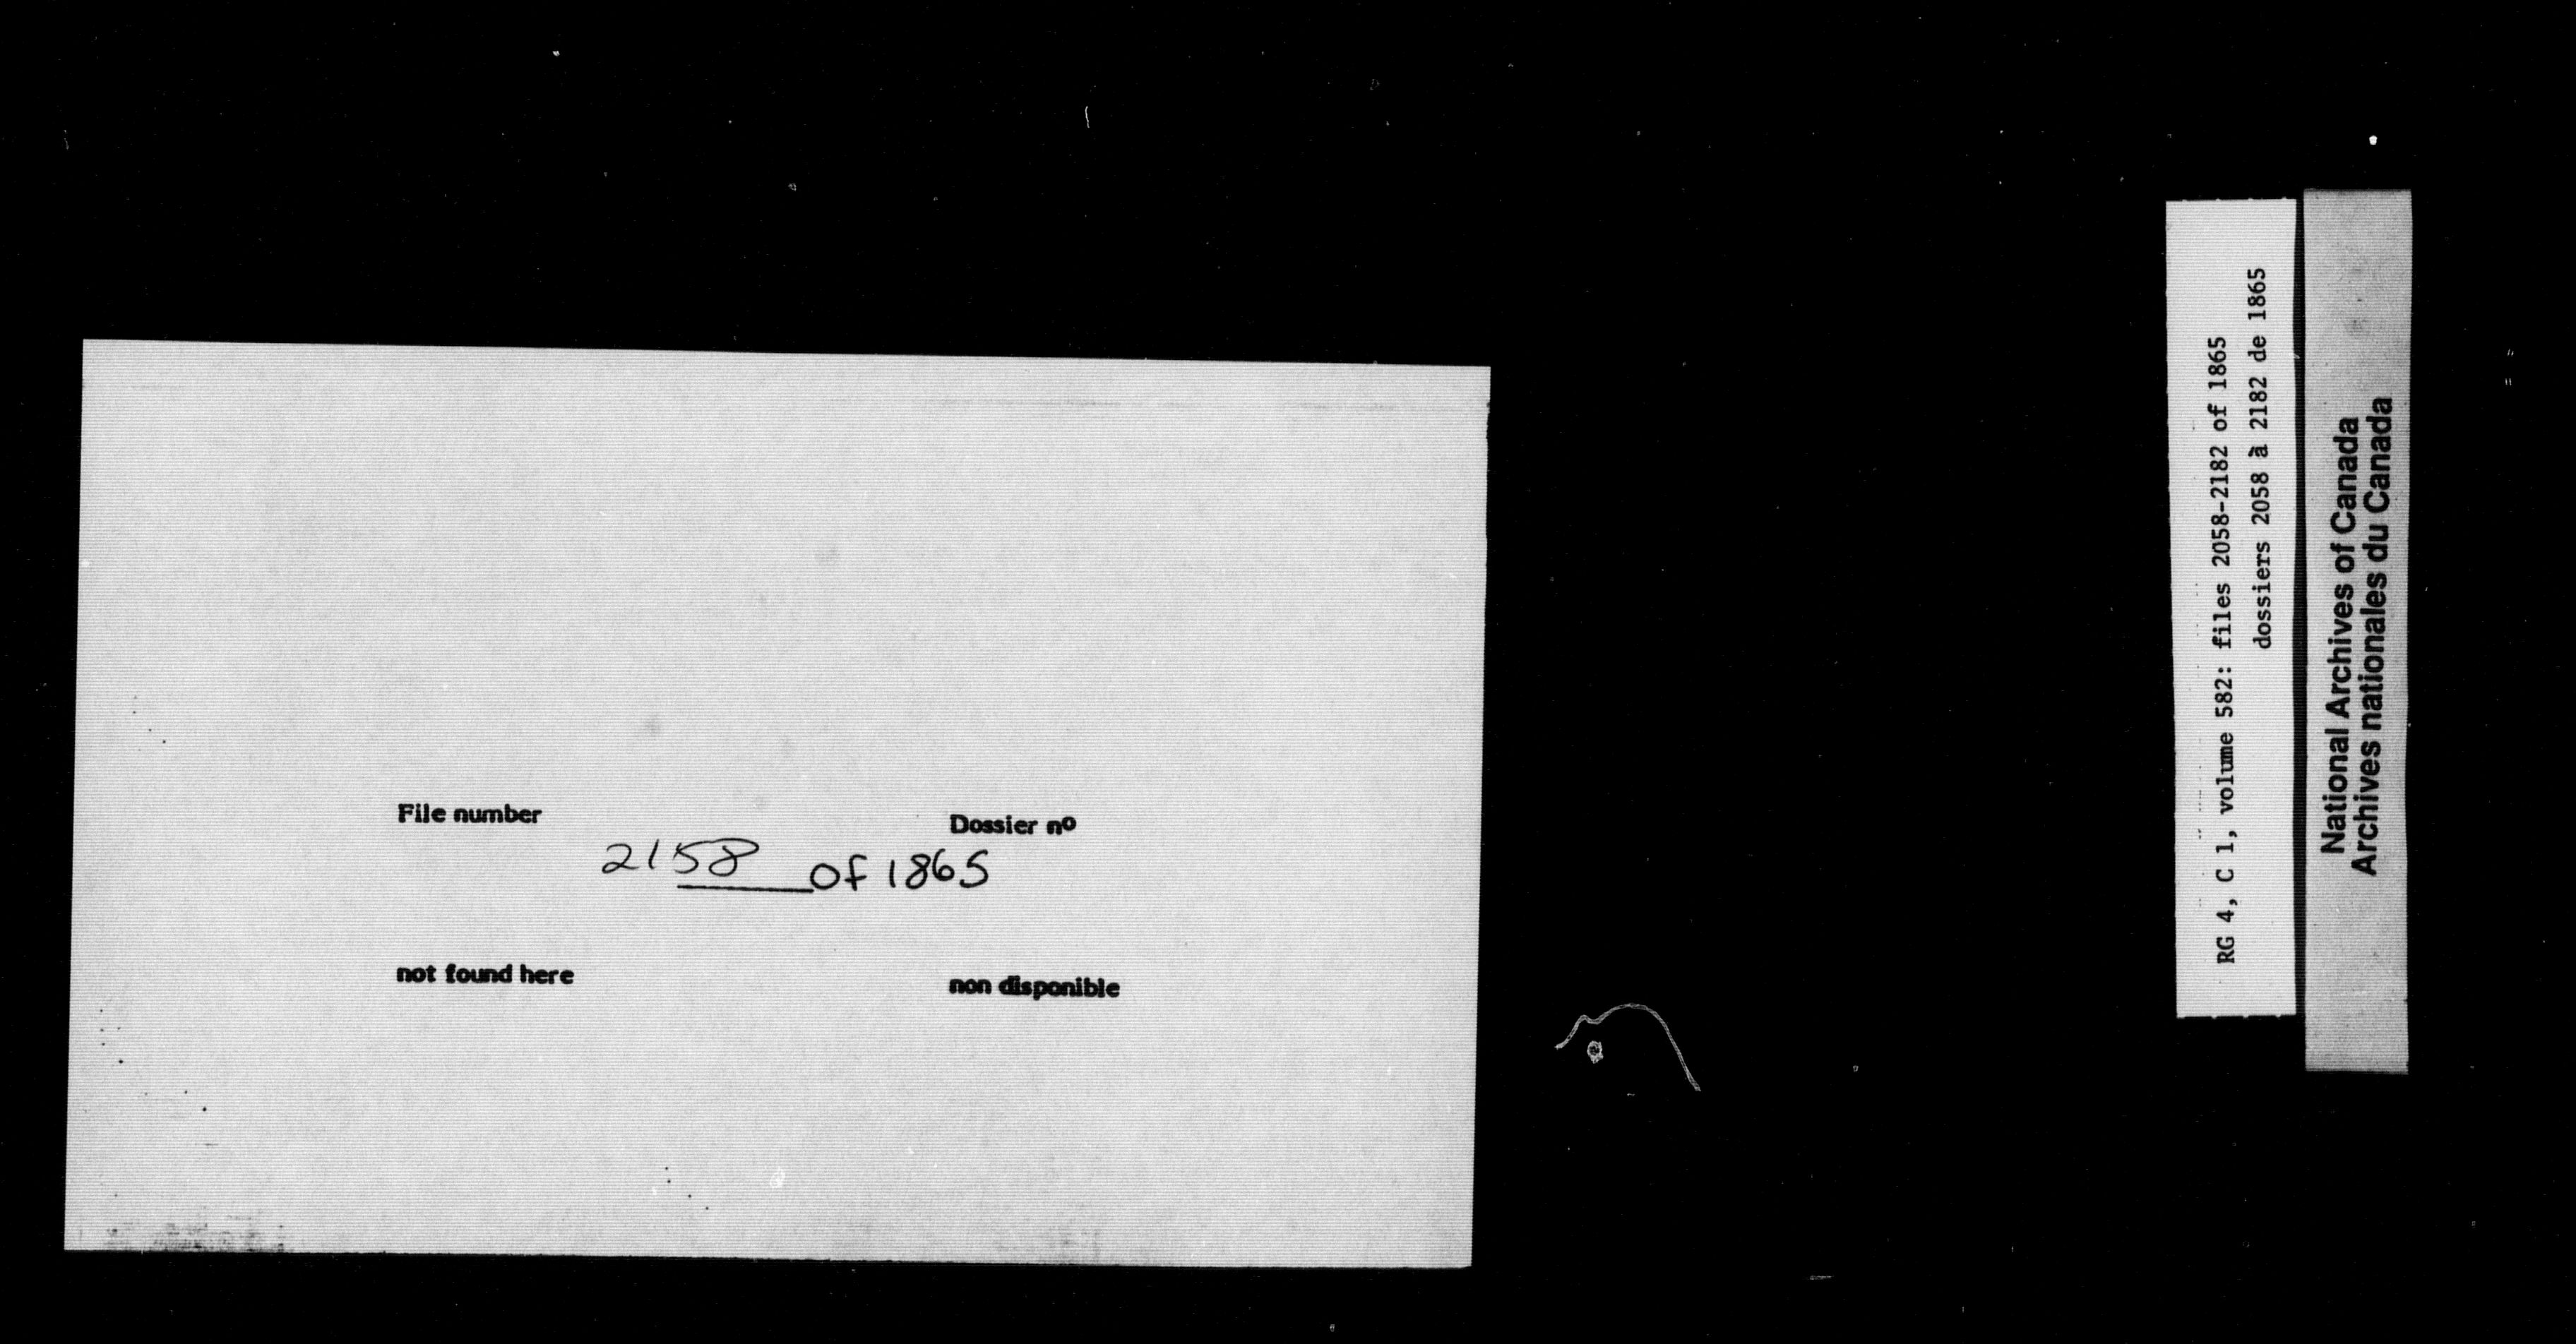 File number
Dossier nº
2158 of 1865
not found here
non disponible
RG 4, C 1, volume 582: files 2058-2182 of 1865
dossiers 2058 à 2182 de 1865
National Archives of Canada
Archives nationales du Canada